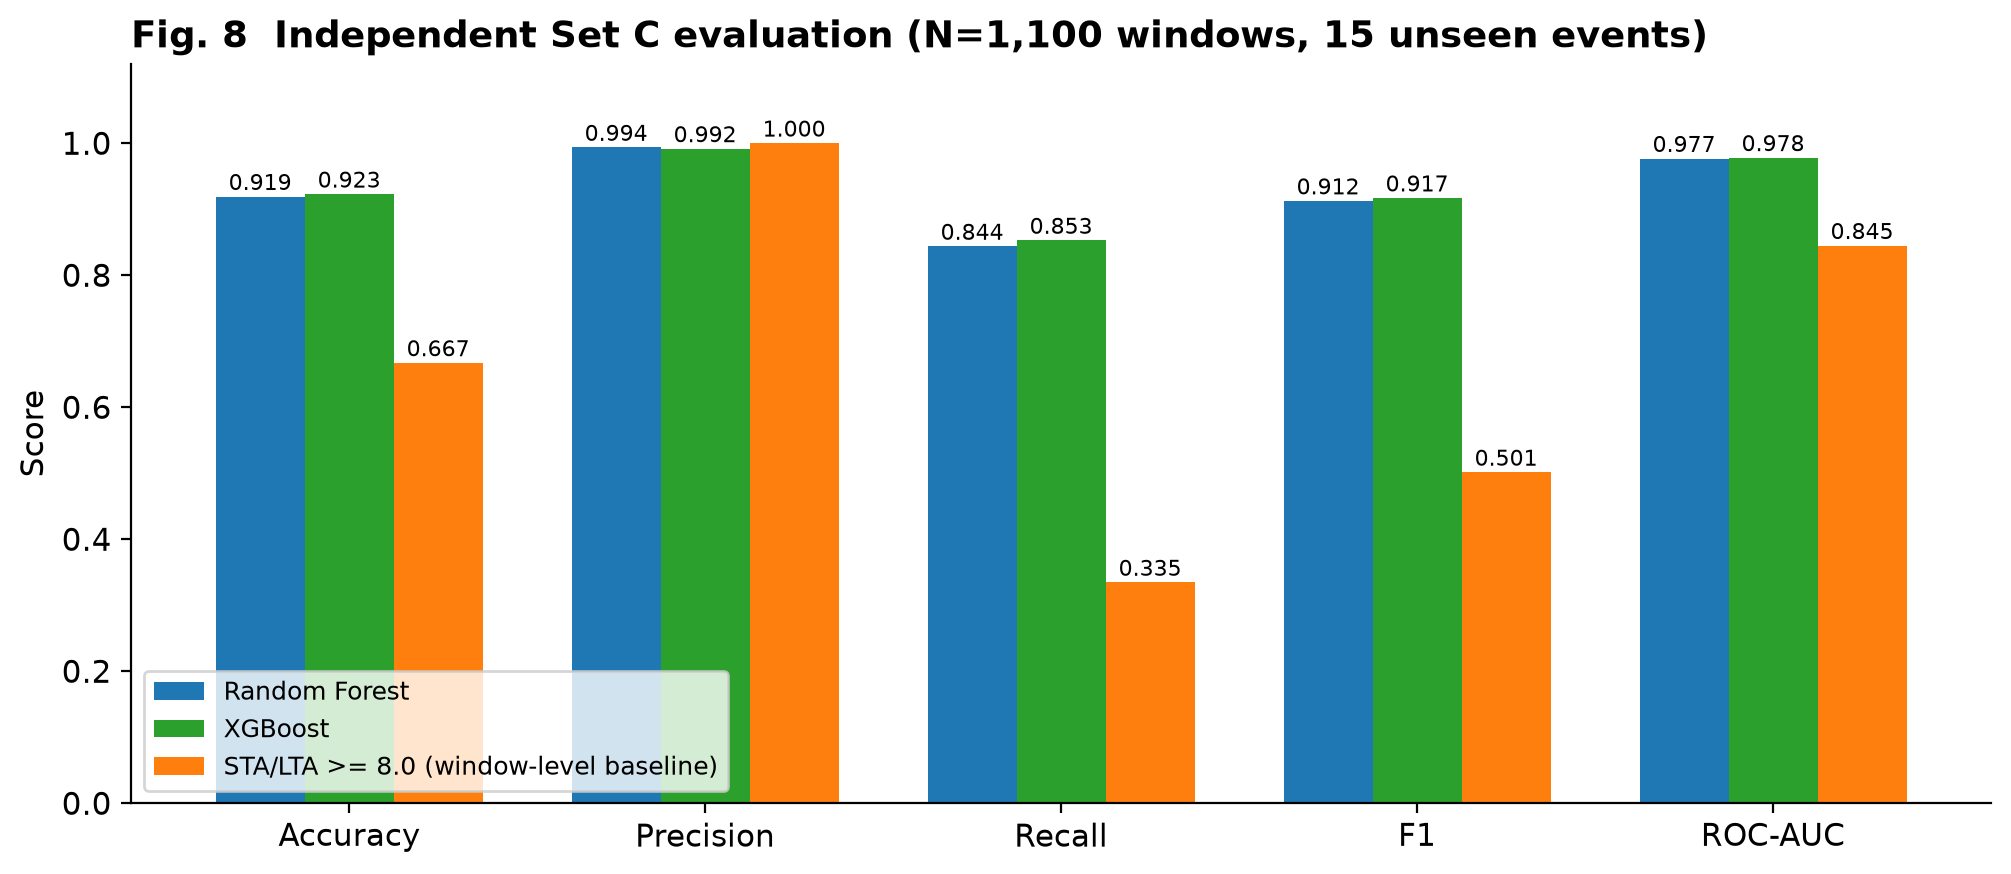 Fig. 8  Independent Set C evaluation (N=1,100 windows, 15 unseen events)
Score
1.0
0.8
0.6
0.4
0.2
0.0
0.919
0.923
0.667
0.994
0.992
1.000
0.844
0.853
0.335
0.912
0.917
0.501
0.977
0.978
0.845
Random Forest
XGBoost
STA/LTA >= 8.0 (window-level baseline)
Accuracy
Precision
Recall
F1
ROC-AUC